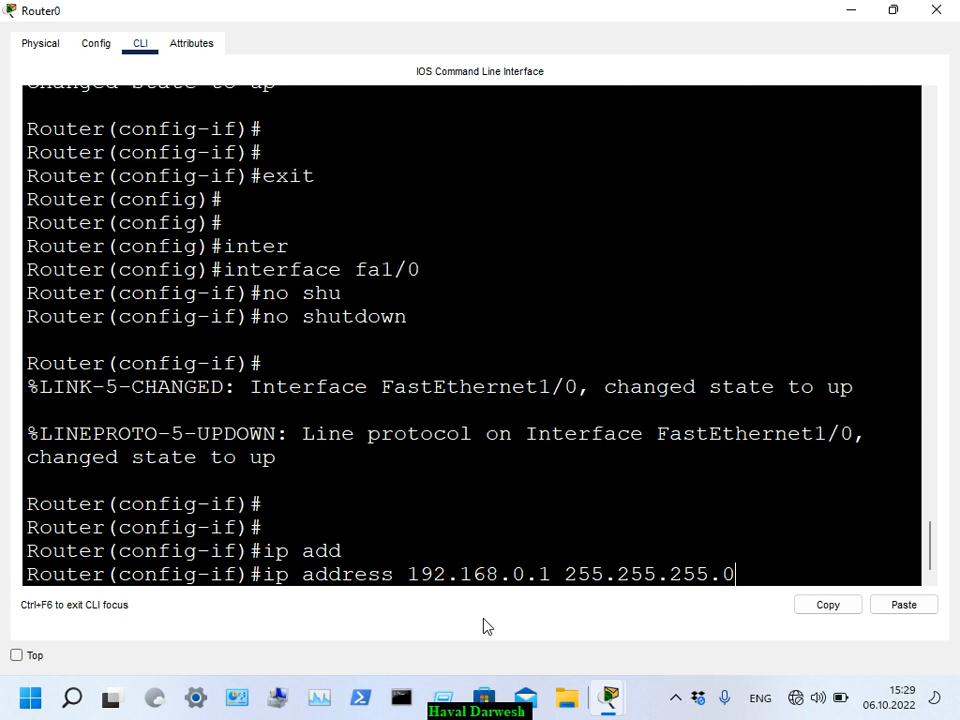 Router0
Physical Config CLI Attributes
IOS Command Line Interface
changed state to up
Router(config-if)#
Router(config-if)#
Router(config-if)#exit
Router(config)#
Router(config)#
Router(config)#inter
Router(config)#interface fa1/0
Router(config-if)#no shu
Router(config-if)#no shutdown
Router(config-if)#
%LINK-5-CHANGED: Interface FastEthernet1/0, changed state to up
%LINEPROTO-5-UPDOWN: Line protocol on Interface FastEthernet1/0,
changed state to up
Router(config-if)#
Router(config-if)#
Router(config-if)#ip add
Router(config-if)#ip address 192.168.0.1 255.255.255.0
Ctrl+F6 to exit CLI focus
Copy Paste
Top
ENG
15:29
06.10.2022
Haval Darwesh